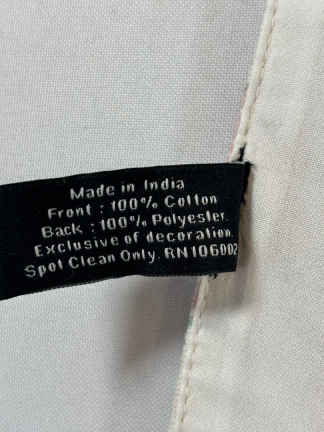 Made in India
Front : 100% Cotton
Back : 100% Polyester.
Exclusive of decoration.
Spot Clean Only. RN106002